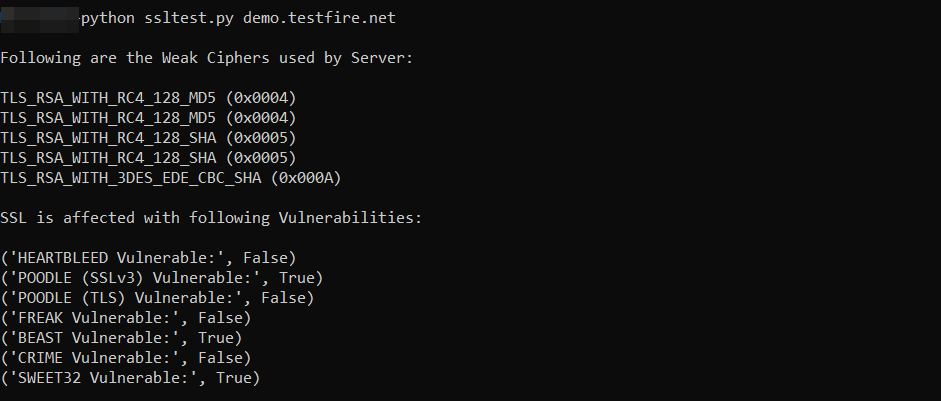 python ssltest.py demo.testfire.net
Following are the Weak Ciphers used by Server:
TLS_RSA_WITH_RC4_128_MD5 (0x0004)
TLS_RSA_WITH_RC4_128_MD5 (0x0004)
TLS_RSA_WITH_RC4_128_SHA (0x0005)
TLS_RSA_WITH_RC4_128_SHA (0x0005)
TLS_RSA_WITH_3DES_EDE_CBC_SHA (0x000A)
SSL is affected with following Vulnerabilities:
('HEARTBLEED Vulnerable:', False)
('POODLE (SSLv3) Vulnerable:', True)
('POODLE (TLS) Vulnerable:', False)
('FREAK Vulnerable:', False)
('BEAST Vulnerable:', True)
('CRIME Vulnerable:', False)
('SWEET32 Vulnerable:', True)